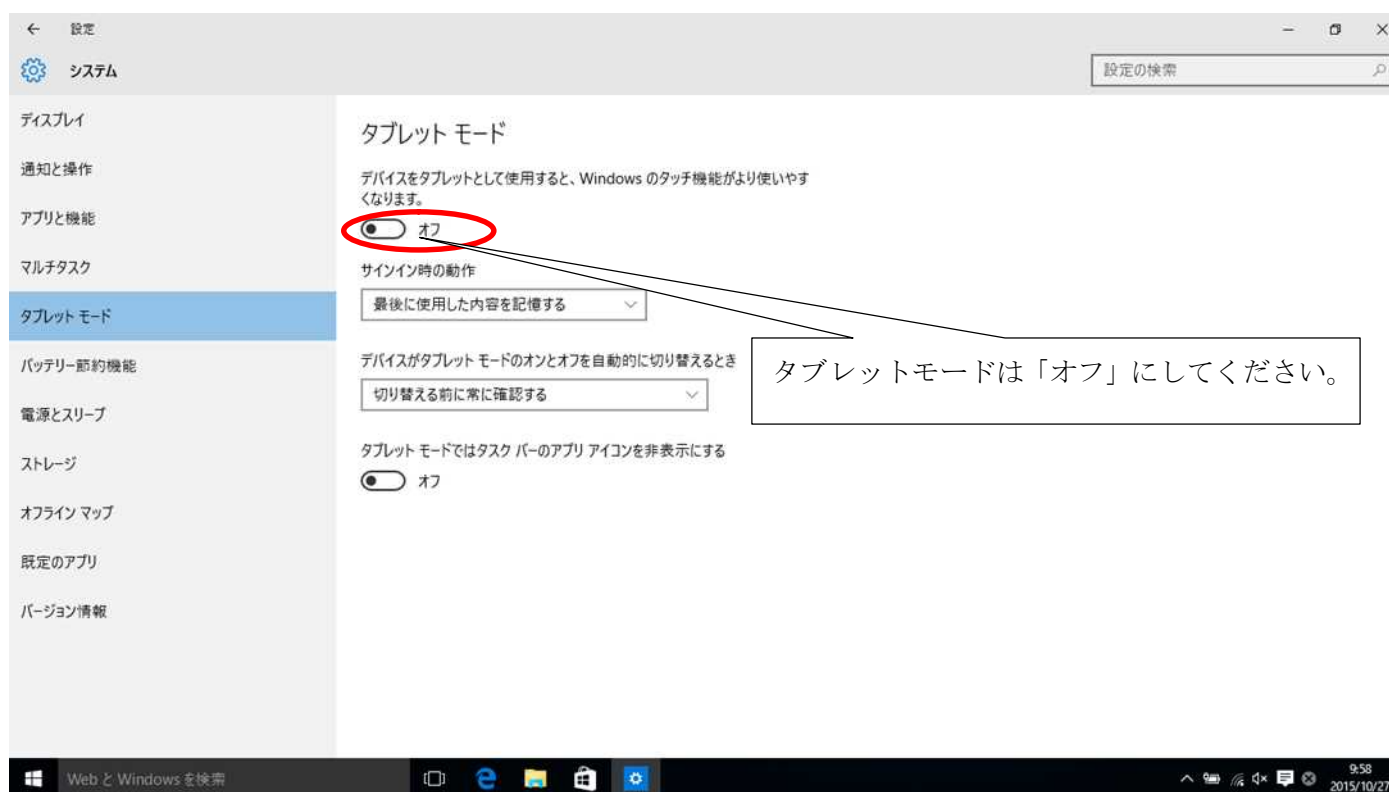 設定
システム
設定の検索
ディスプレイ
通知と操作
アプリと機能
マルチタスク
タブレット モード
バッテリー節約機能
電源とスリープ
ストレージ
オフライン マップ
既定のアプリ
バージョン情報
タブレット モード
デバイスをタブレットとして使用すると、Windows のタッチ機能がより使いやす
くなります。
オフ
サインイン時の動作
最後に使用した内容を記憶する
デバイスがタブレット モードのオンとオフを自動的に切り替えるとき
切り替える前に常に確認する
タブレット モードではタスク バーのアプリ アイコンを非表示にする
オフ
タブレットモードは「オフ」にしてください。
Web と Windows を検索
9:58
2015/10/27